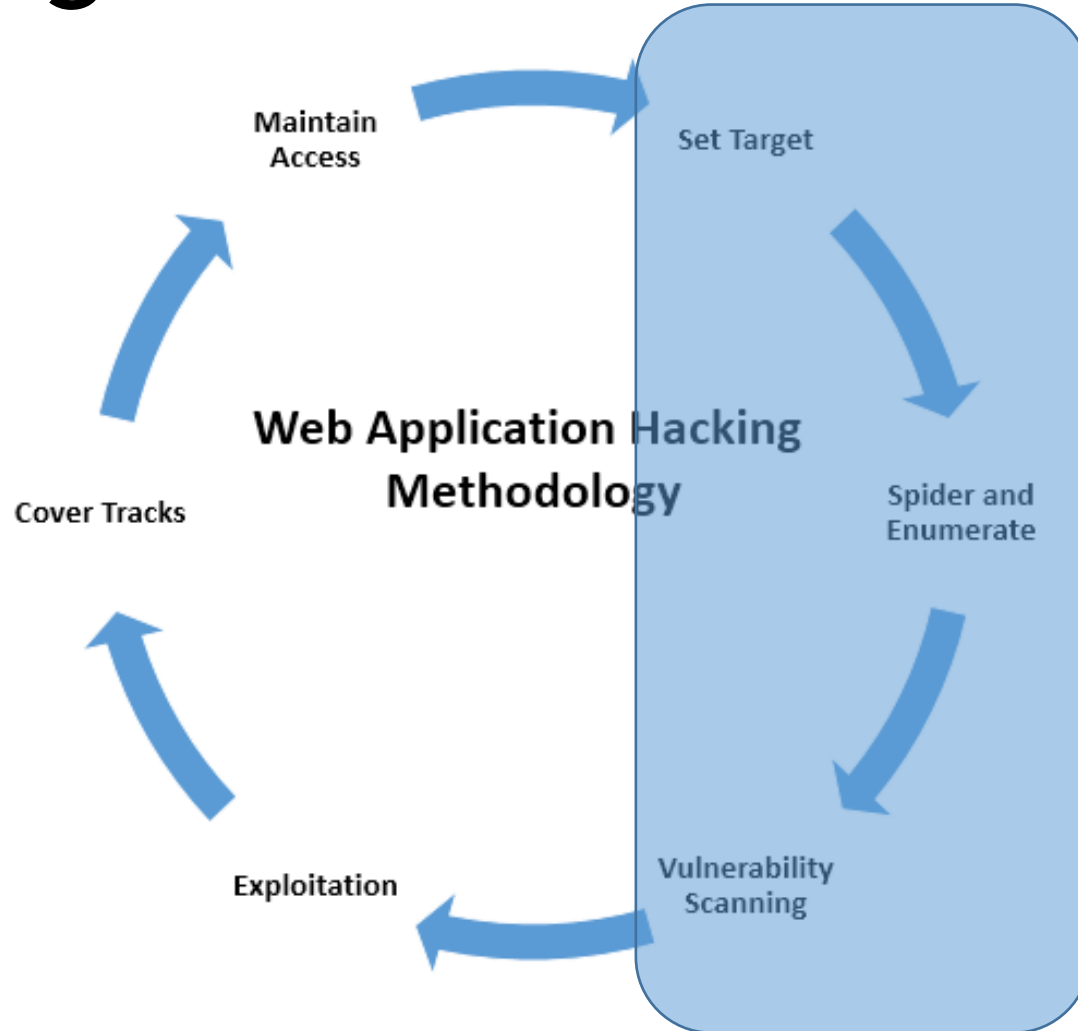 Maintain
Access
Set Target
Web Application Hacking
Methodology
Spider and
Enumerate
Cover Tracks
Vulnerability
Scanning
Exploitation